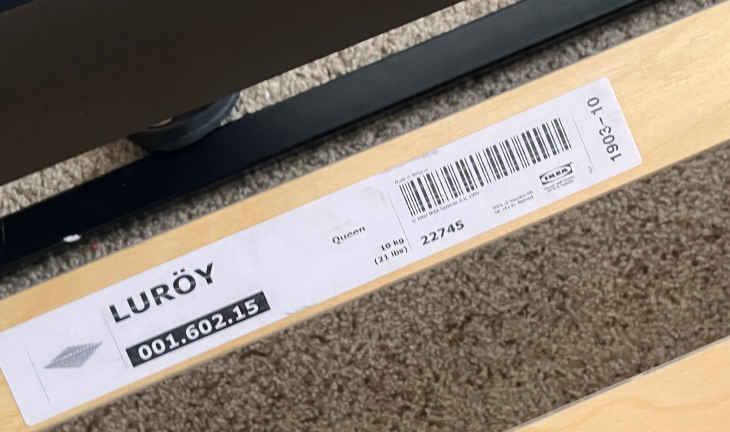 LURÖY
001.602.15
Queen
10 kg
(21 lbs)
22745
IKEA
1903-10